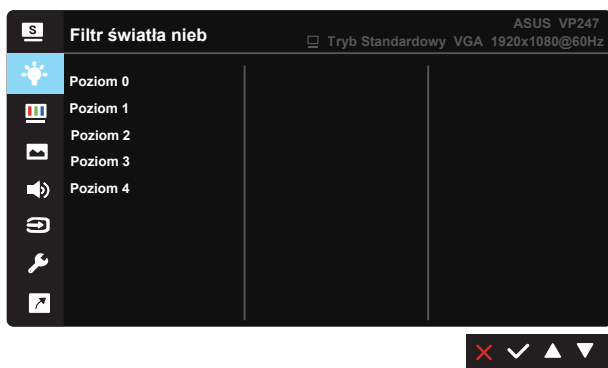 S
Filtr światła nieb
ASUS VP247
Tryb Standardowy VGA 1920x1080@60Hz
Poziom 0
Poziom 1
Poziom 2
Poziom 3
Poziom 4